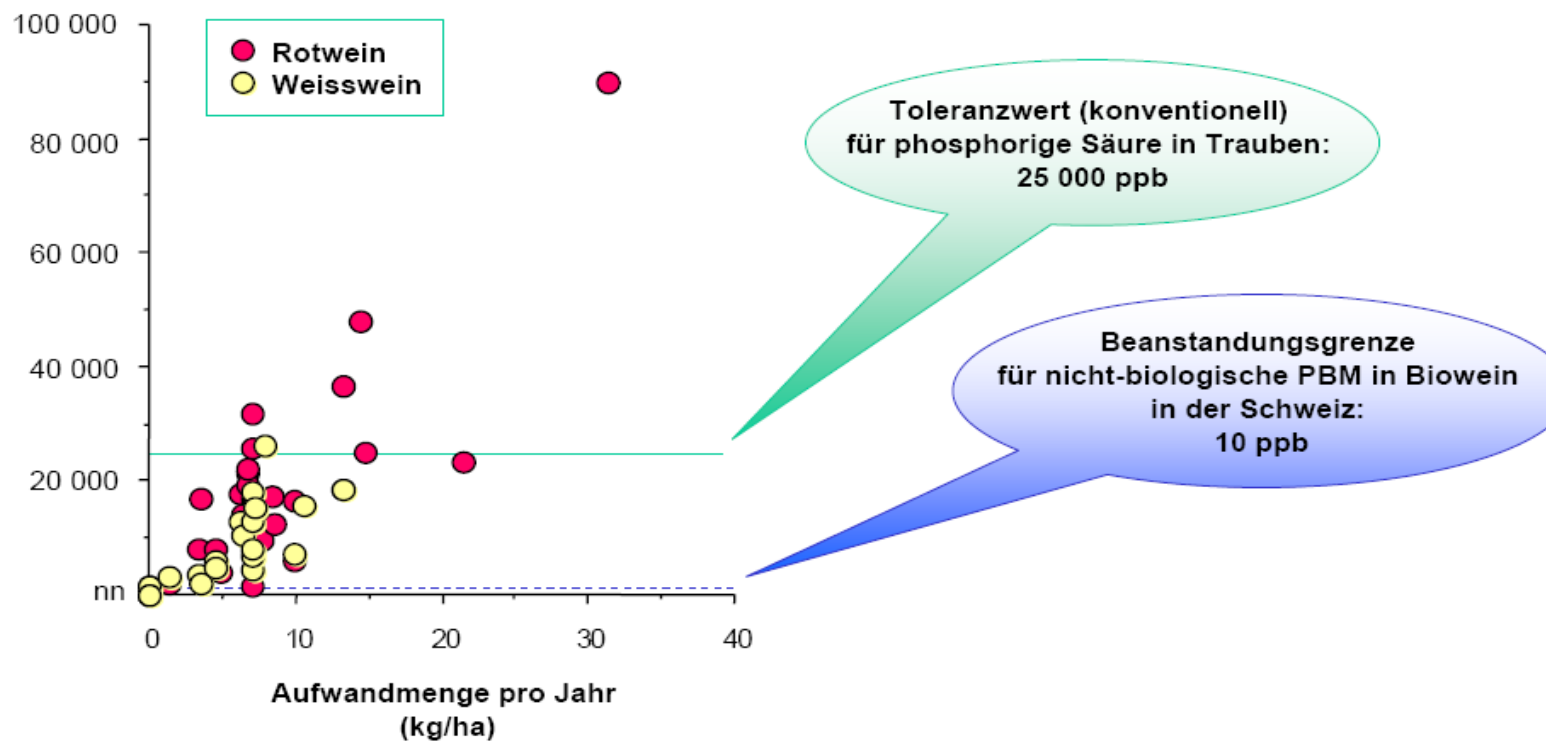 100 000
80 000
60 000
40 000
20 000
nn
Rotwein
Weisswein
Toleranzwert (konventionell)
für phosphorige Säure in Trauben:
25 000 ppb
Beanstandungsgrenze
für nicht-biologische PBM in Biowein
in der Schweiz:
10 ppb
0 10 20 30 40
Aufwandmenge pro Jahr
(kg/ha)